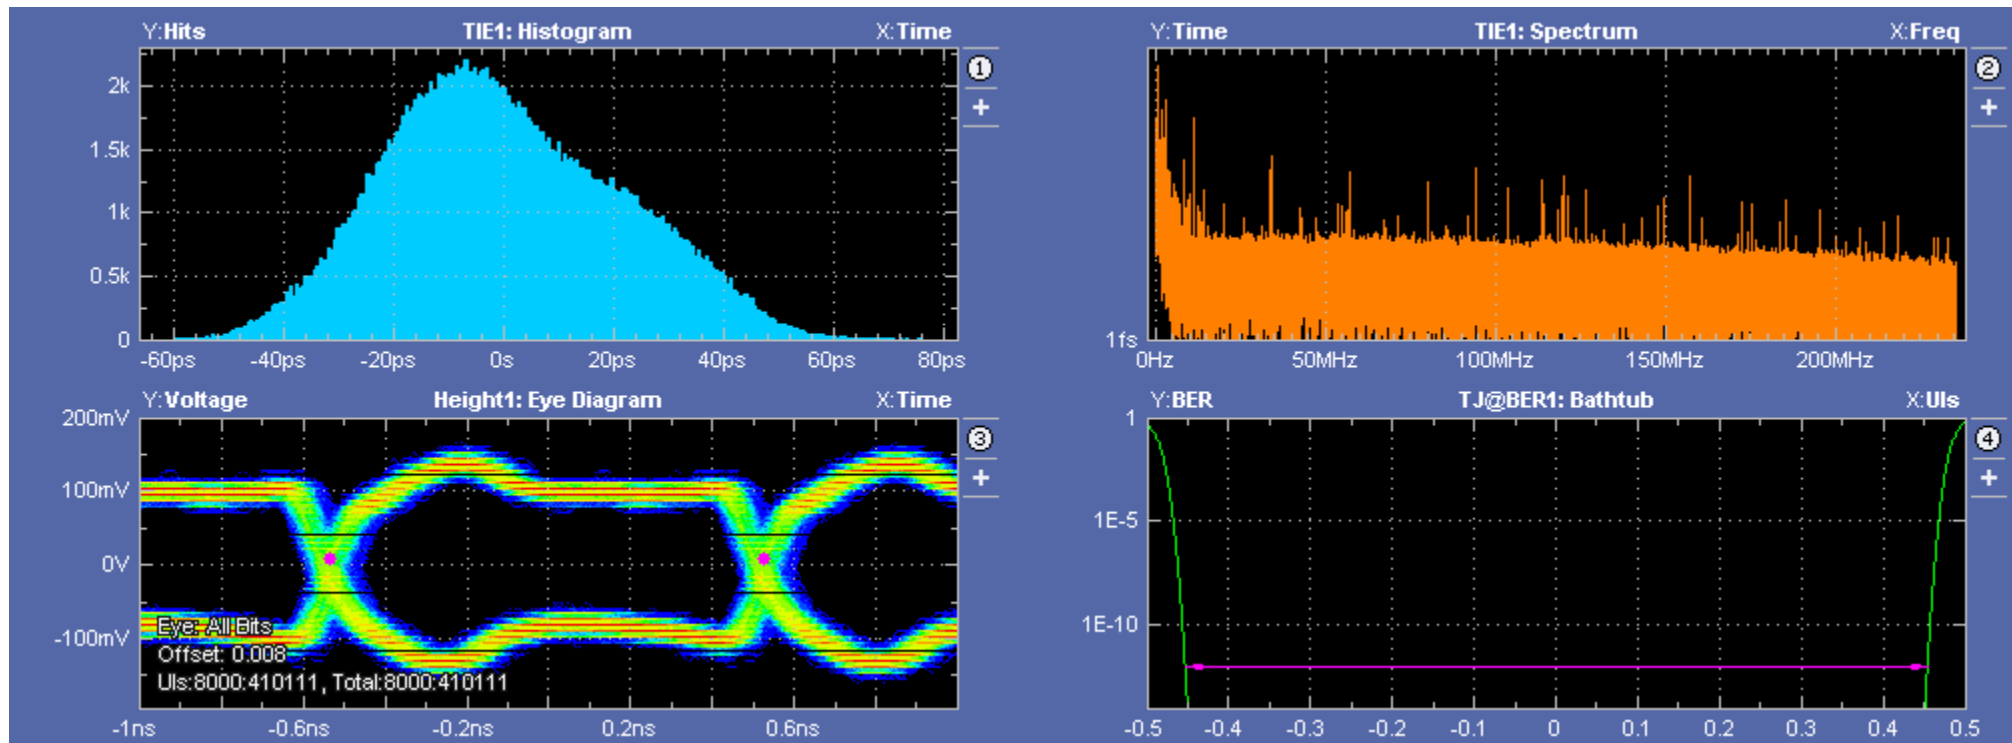 Y:Hits TIE1: Histogram X:Time
2k
1.5k
1k
0.5k
0
-60ps -40ps -20ps 0s 20ps 40ps 60ps 80ps
1
+
Y:Time TIE1: Spectrum X:Freq
1fs
0Hz 50MHz 100MHz 150MHz 200MHz
2
+
Y:Voltage Height1: Eye Diagram X:Time
200mV
100mV
0V
-100mV
Eye: All Bits
Offset: 0.008
UIs:8000:410111, Total:8000:410111
-1ns -0.6ns -0.2ns 0.2ns 0.6ns
3
+
Y:BER TJ@BER1: Bathtub X:UIs
1
1E-5
1E-10
-0.5 -0.4 -0.3 -0.2 -0.1 0 0.1 0.2 0.3 0.4 0.5
4
+